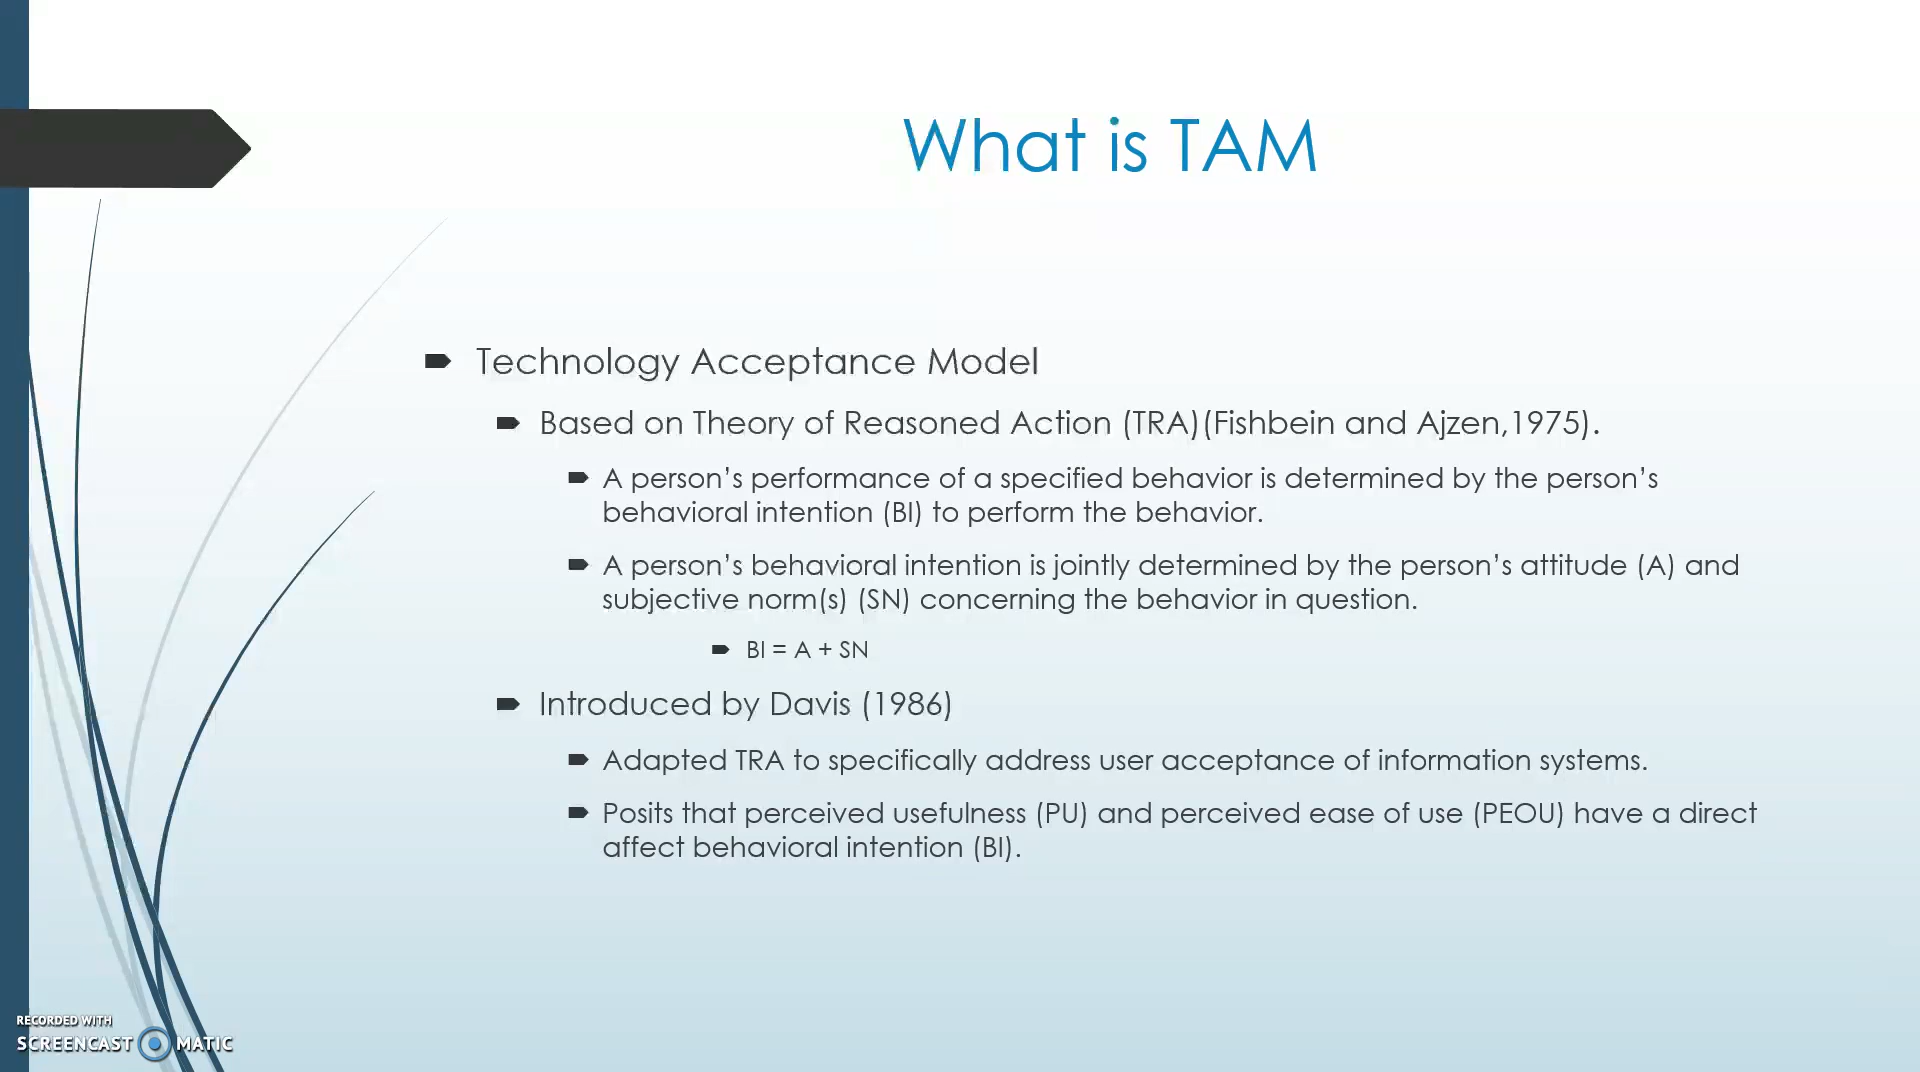 What is TAM
Technology Acceptance Model
Based on Theory of Reasoned Action (TRA)(Fishbein and Ajzen,1975).
A person’s performance of a specified behavior is determined by the person’s
behavioral intention (BI) to perform the behavior.
A person’s behavioral intention is jointly determined by the person’s attitude (A) and
subjective norm(s) (SN) concerning the behavior in question.
BI = A + SN
Introduced by Davis (1986)
Adapted TRA to specifically address user acceptance of information systems.
Posits that perceived usefulness (PU) and perceived ease of use (PEOU) have a direct
affect behavioral intention (BI).
RECORDED WITH
SCREENCAST MATIC